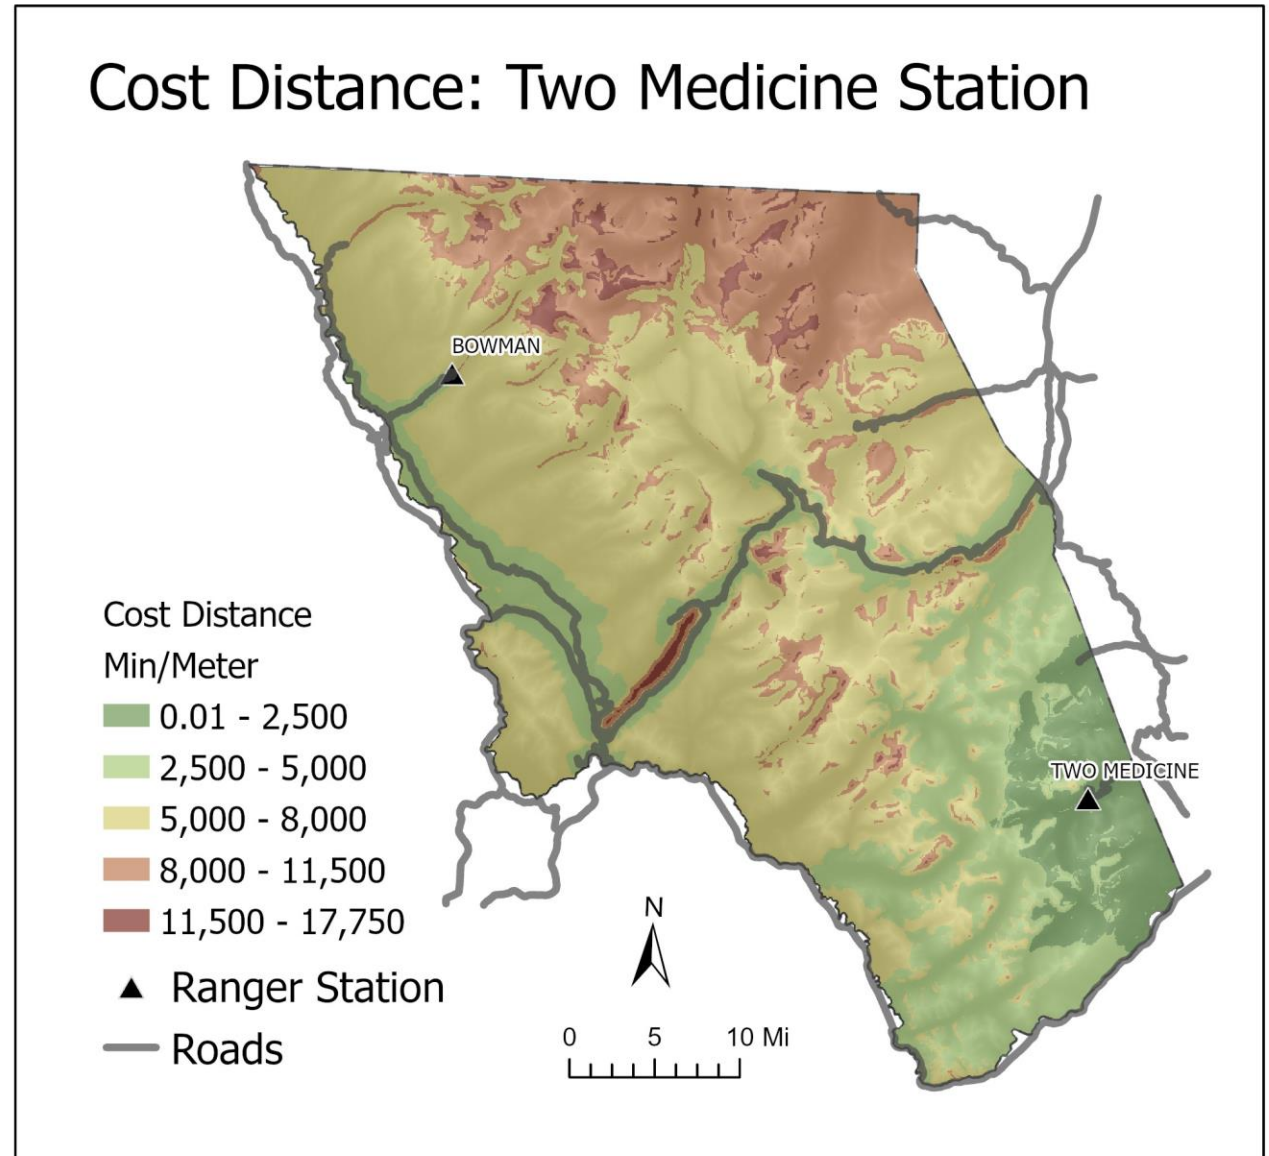 Cost Distance: Two Medicine Station
BOWMAN
Cost Distance
Min/Meter
0.01 - 2,500
2,500 - 5,000
5,000 - 8,000
8,000 - 11,500
11,500 - 17,750
Ranger Station
Roads
TWO MEDICINE
N
0 5 10 Mi